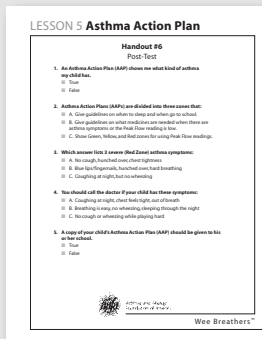 LESSON 5 Asthma Action Plan
Handout #6
Post-Test
1. An Asthma Action Plan (AAP) shows me what kind of asthma
my child has.
True
False
2. Asthma Action Plans (AAPs) are divided into three zones that:
A. Give guidelines on when to sleep and when go to school.
B. Give guidelines on what medicines are needed when there are
asthma symptoms or the Peak Flow reading is low.
C. Show Green, Yellow, and Red zones for using Peak Flow readings.
3. Which answer lists 3 severe (Red Zone) asthma symptoms:
A. No cough, hunched over, chest tightness
B. Blue lips/fingernails, hunched over, hard breathing
C. Coughing at night, but no wheezing
4. You should call the doctor if your child has these symptoms:
A. Coughing at night, chest feels tight, out of breath
B. Breathing is easy, no wheezing, sleeping through the night
C. No cough or wheeze while playing hard
5. A copy of your child's Asthma Action Plan (AAP) should be given to his
or her school.
True
False
Asthma and Allergy
Foundation of America
Wee Breathers™